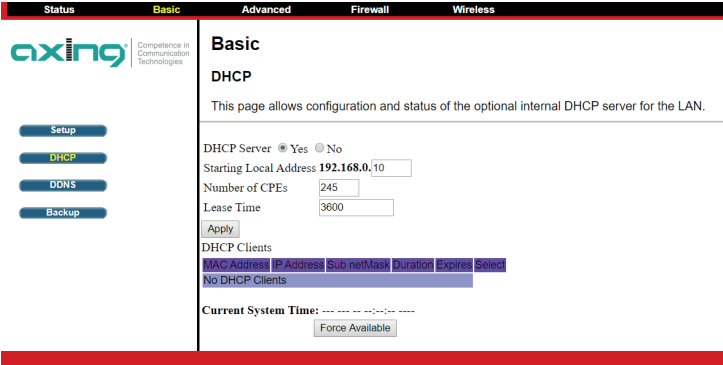 Status Basic Advanced Firewall Wireless
axing Competence in
Communication
Technologies
Basic
DHCP
This page allows configuration and status of the optional internal DHCP server for the LAN.
Setup
DHCP
DDNS
Backup
DHCP Server Yes No
Starting Local Address 192.168.0.10
Number of CPEs 245
Lease Time 3600
Apply
DHCP Clients
MAC Address IP Address Sub netMask Duration Expires Select
No DHCP Clients
Current System Time: --- --- -- --:--:-- ----
Force Available